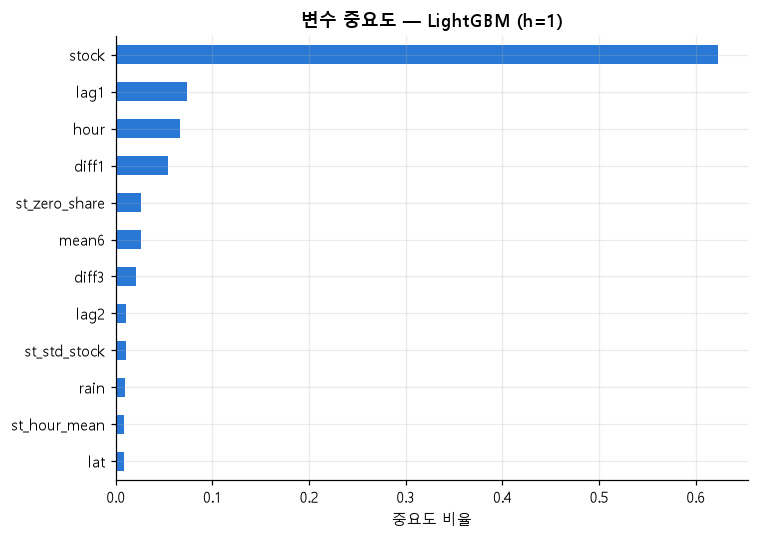 변수 중요도 — LightGBM (h=1)
stock
lag1
hour
diff1
st_zero_share
mean6
diff3
lag2
st_std_stock
rain
st_hour_mean
lat
0.0 0.1 0.2 0.3 0.4 0.5 0.6
중요도 비율